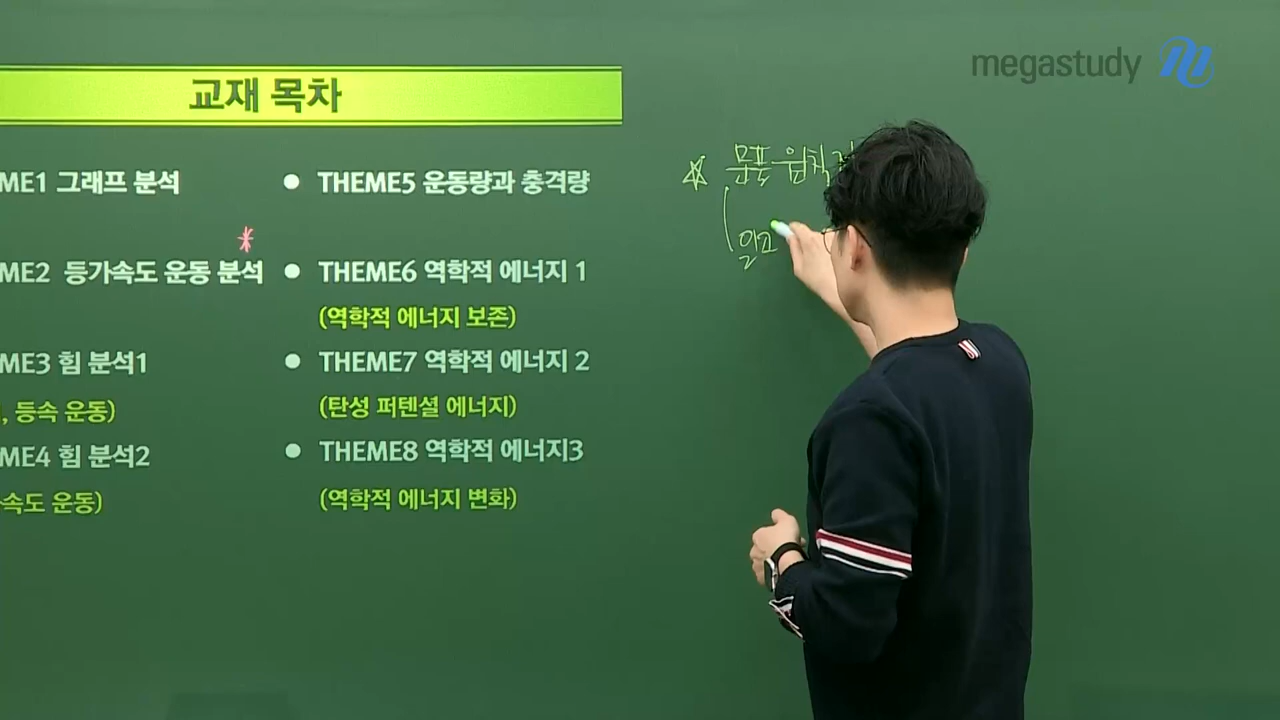 megastudy
교재 목차
ME1 그래프 분석
ME2 등가속도 운동 분석
ME3 힘 분석1
, 등속 운동)
ME4 힘 분석2
속도 운동)
THEME5 운동량과 충격량
THEME6 역학적 에너지 1
(역학적 에너지 보존)
THEME7 역학적 에너지 2
(탄성 퍼텐셜 에너지)
THEME8 역학적 에너지3
(역학적 에너지 변화)
문풀 원칙